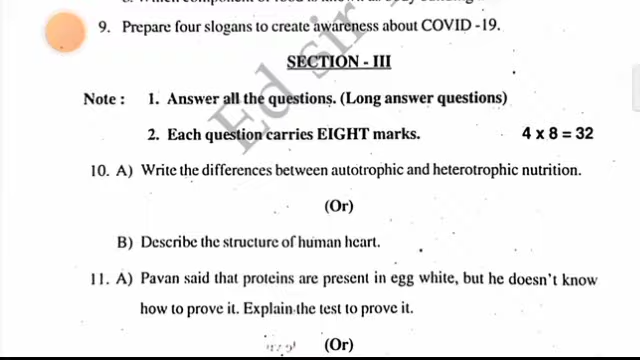 9. Prepare four slogans to create awareness about COVID -19.
SECTION - III
Note : 1. Answer all the questions. (Long answer questions)
2. Each question carries EIGHT marks. 4 x 8 = 32
10. A) Write the differences between autotrophic and heterotrophic nutrition.
(Or)
B) Describe the structure of human heart.
11. A) Pavan said that proteins are present in egg white, but he doesn't know
how to prove it. Explain the test to prove it.
(Or)
Ed sir